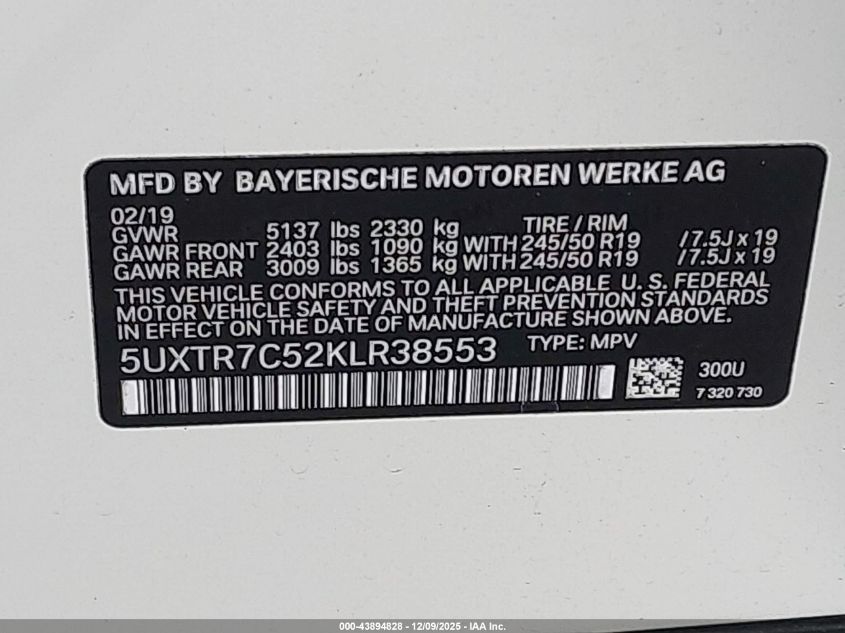 MFD BY BAYERISCHE MOTOREN WERKE AG
02/19
GVWR 5137 lbs 2330 kg TIRE / RIM
GAWR FRONT 2403 lbs 1090 kg WITH 245/50 R19 /7.5J x 19
GAWR REAR 3009 lbs 1365 kg WITH 245/50 R19 /7.5J x 19
THIS VEHICLE CONFORMS TO ALL APPLICABLE U. S. FEDERAL
MOTOR VEHICLE SAFETY AND THEFT PREVENTION STANDARDS
IN EFFECT ON THE DATE OF MANUFACTURE SHOWN ABOVE.
5UXTR7C52KLR38553 TYPE: MPV
300U
7 320 730
000-43894828 - 12/09/2025 - IAA Inc.